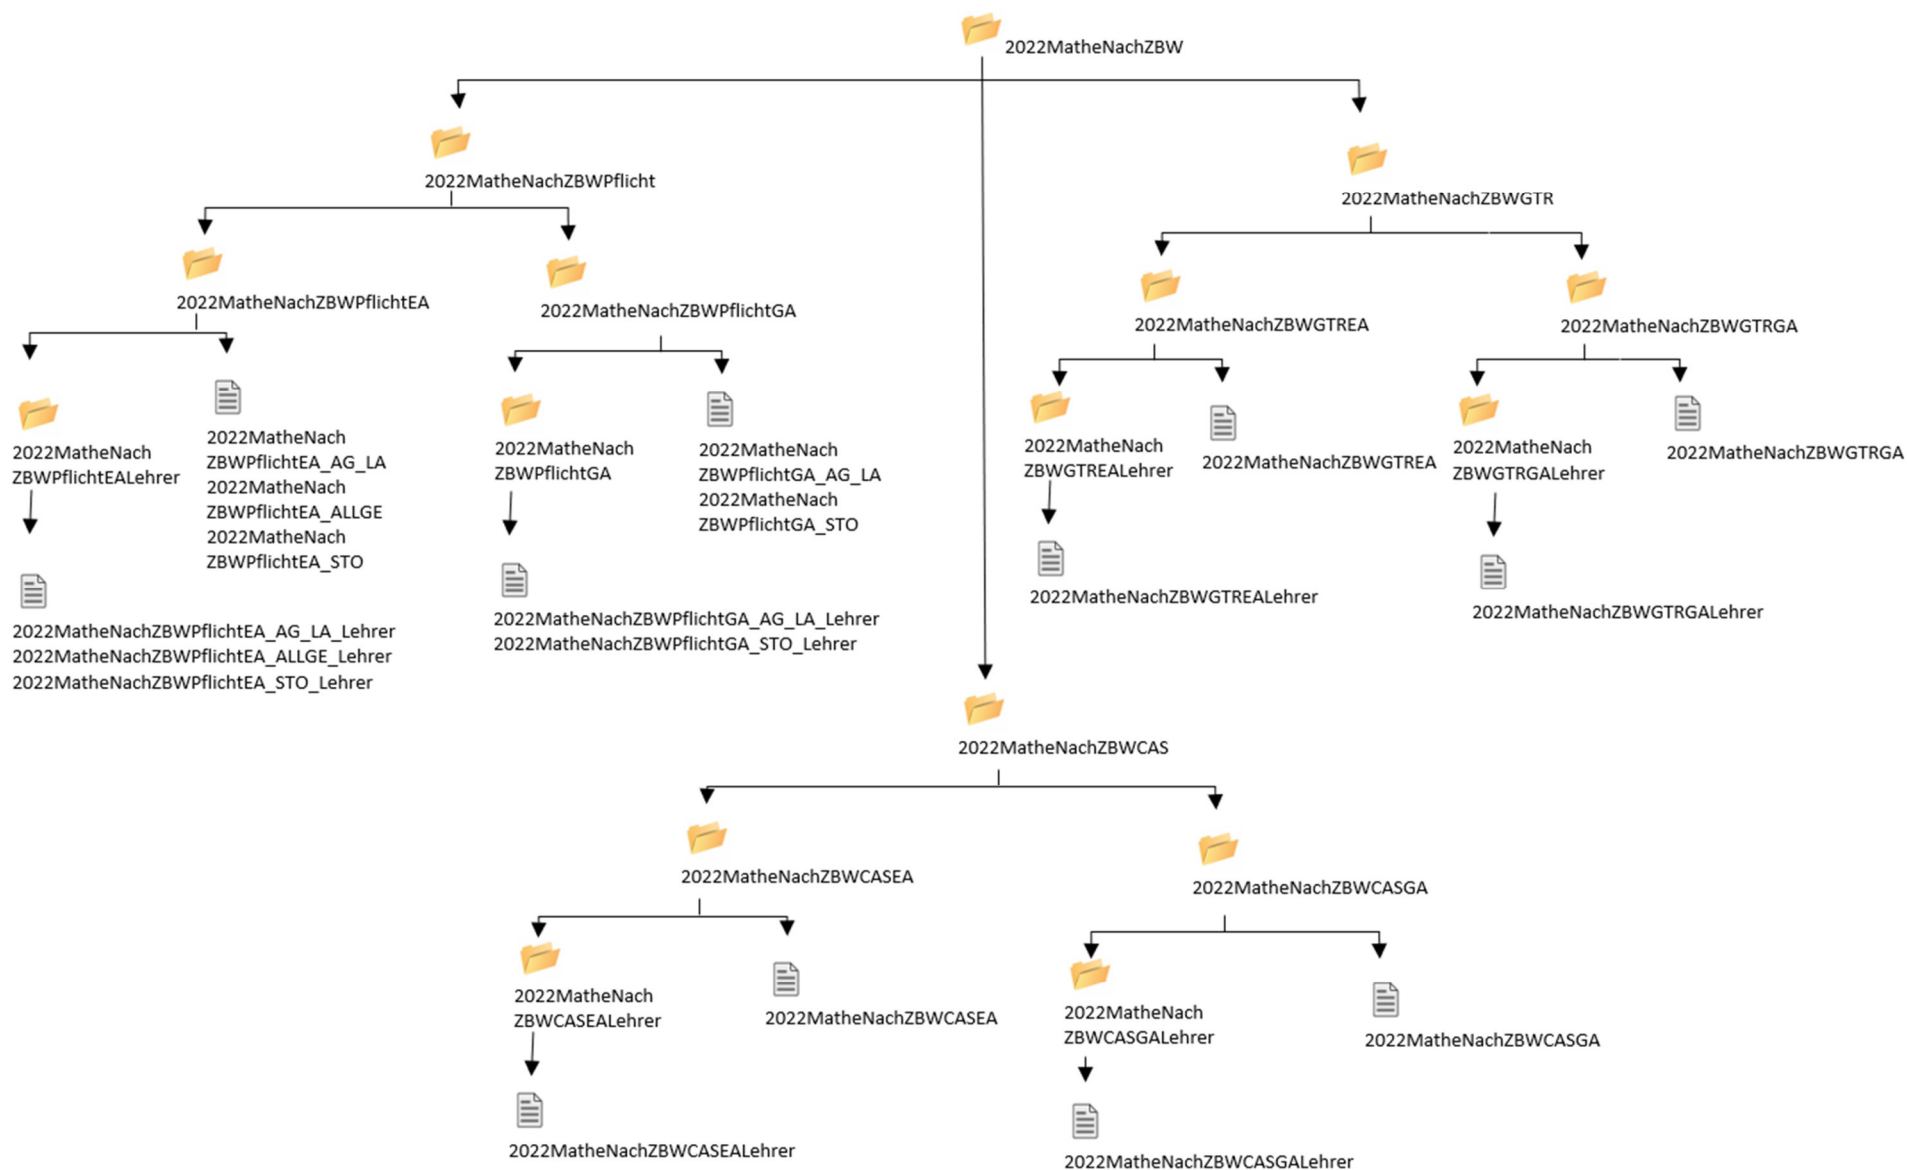 2022MatheNachZBW
2022MatheNachZBWPflicht
2022MatheNachZBWGTR
2022MatheNachZBWPflichtEA
2022MatheNachZBWPflichtGA
2022MatheNachZBWGTREA
2022MatheNachZBWGTRGA
2022MatheNach
ZBWPflichtEALehrer
2022MatheNach
ZBWPflichtEA_AG_LA
2022MatheNach
ZBWPflichtEA_ALLGE
2022MatheNach
ZBWPflichtEA_STO
2022MatheNach
ZBWPflichtGA
2022MatheNach
ZBWPflichtGA_AG_LA
2022MatheNach
ZBWPflichtGA_STO
2022MatheNach
ZBWGTREALehrer
2022MatheNachZBWGTREA
2022MatheNach
ZBWGTRGALehrer
2022MatheNachZBWGTRGA
2022MatheNachZBWPflichtEA_AG_LA_Lehrer
2022MatheNachZBWPflichtEA_ALLGE_Lehrer
2022MatheNachZBWPflichtEA_STO_Lehrer
2022MatheNachZBWPflichtGA_AG_LA_Lehrer
2022MatheNachZBWPflichtGA_STO_Lehrer
2022MatheNachZBWGTREALehrer
2022MatheNachZBWGTRGALehrer
2022MatheNachZBWCAS
2022MatheNachZBWCASEA
2022MatheNachZBWCASGA
2022MatheNach
ZBWCASEALehrer
2022MatheNachZBWCASEA
2022MatheNach
ZBWCASGALehrer
2022MatheNachZBWCASGA
2022MatheNachZBWCASEALehrer
2022MatheNachZBWCASGALehrer